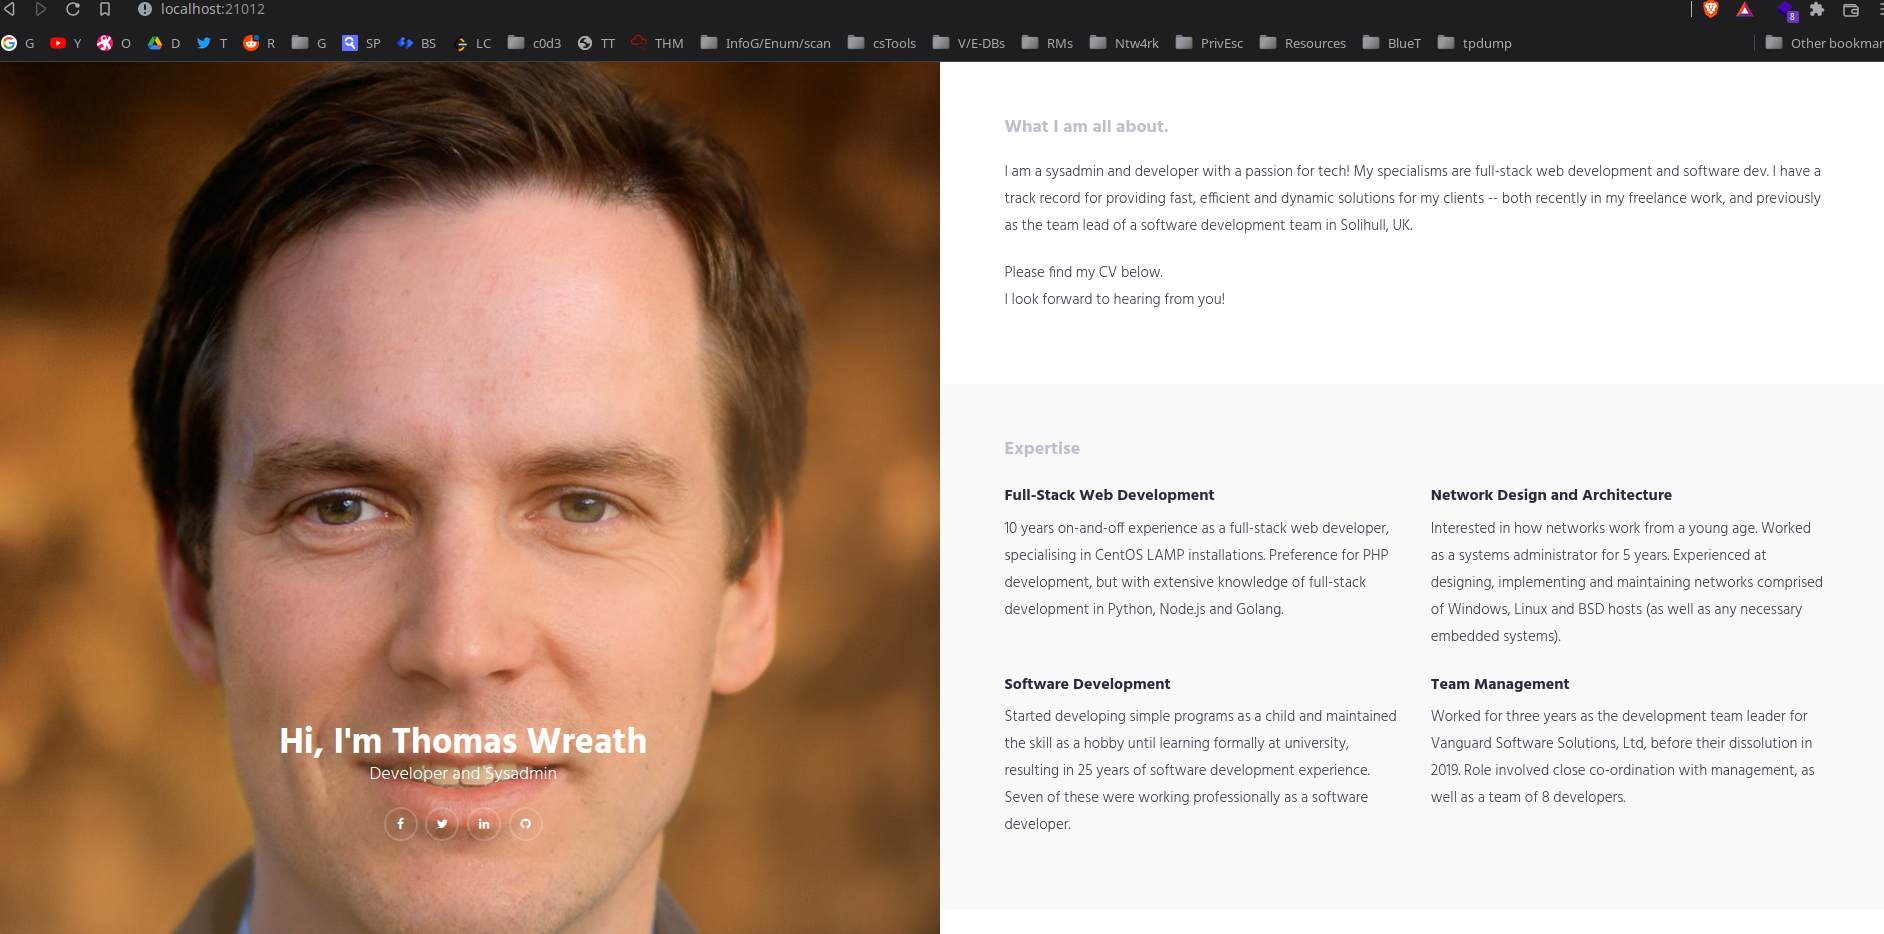 localhost:21012
8
G Y O D T R G SP BS LC c0d3 TT THM InfoG/Enum/scan csTools V/E-DBs RMs Ntw4rk PrivEsc Resources BlueT tpdump Other bookmar
What I am all about.
I am a sysadmin and developer with a passion for tech! My specialisms are full-stack web development and software dev. I have a
track record for providing fast, efficient and dynamic solutions for my clients -- both recently in my freelance work, and previously
as the team lead of a software development team in Solihull, UK.
Please find my CV below.
I look forward to hearing from you!
Expertise
Full-Stack Web Development
10 years on-and-off experience as a full-stack web developer,
specialising in CentOS LAMP installations. Preference for PHP
development, but with extensive knowledge of full-stack
development in Python, Node.js and Golang.
Network Design and Architecture
Interested in how networks work from a young age. Worked
as a systems administrator for 5 years. Experienced at
designing, implementing and maintaining networks comprised
of Windows, Linux and BSD hosts (as well as any necessary
embedded systems).
Software Development
Started developing simple programs as a child and maintained
the skill as a hobby until learning formally at university,
resulting in 25 years of software development experience.
Seven of these were working professionally as a software
developer.
Team Management
Worked for three years as the development team leader for
Vanguard Software Solutions, Ltd, before their dissolution in
2019. Role involved close co-ordination with management, as
well as a team of 8 developers.
Hi, I'm Thomas Wreath
Developer and Sysadmin